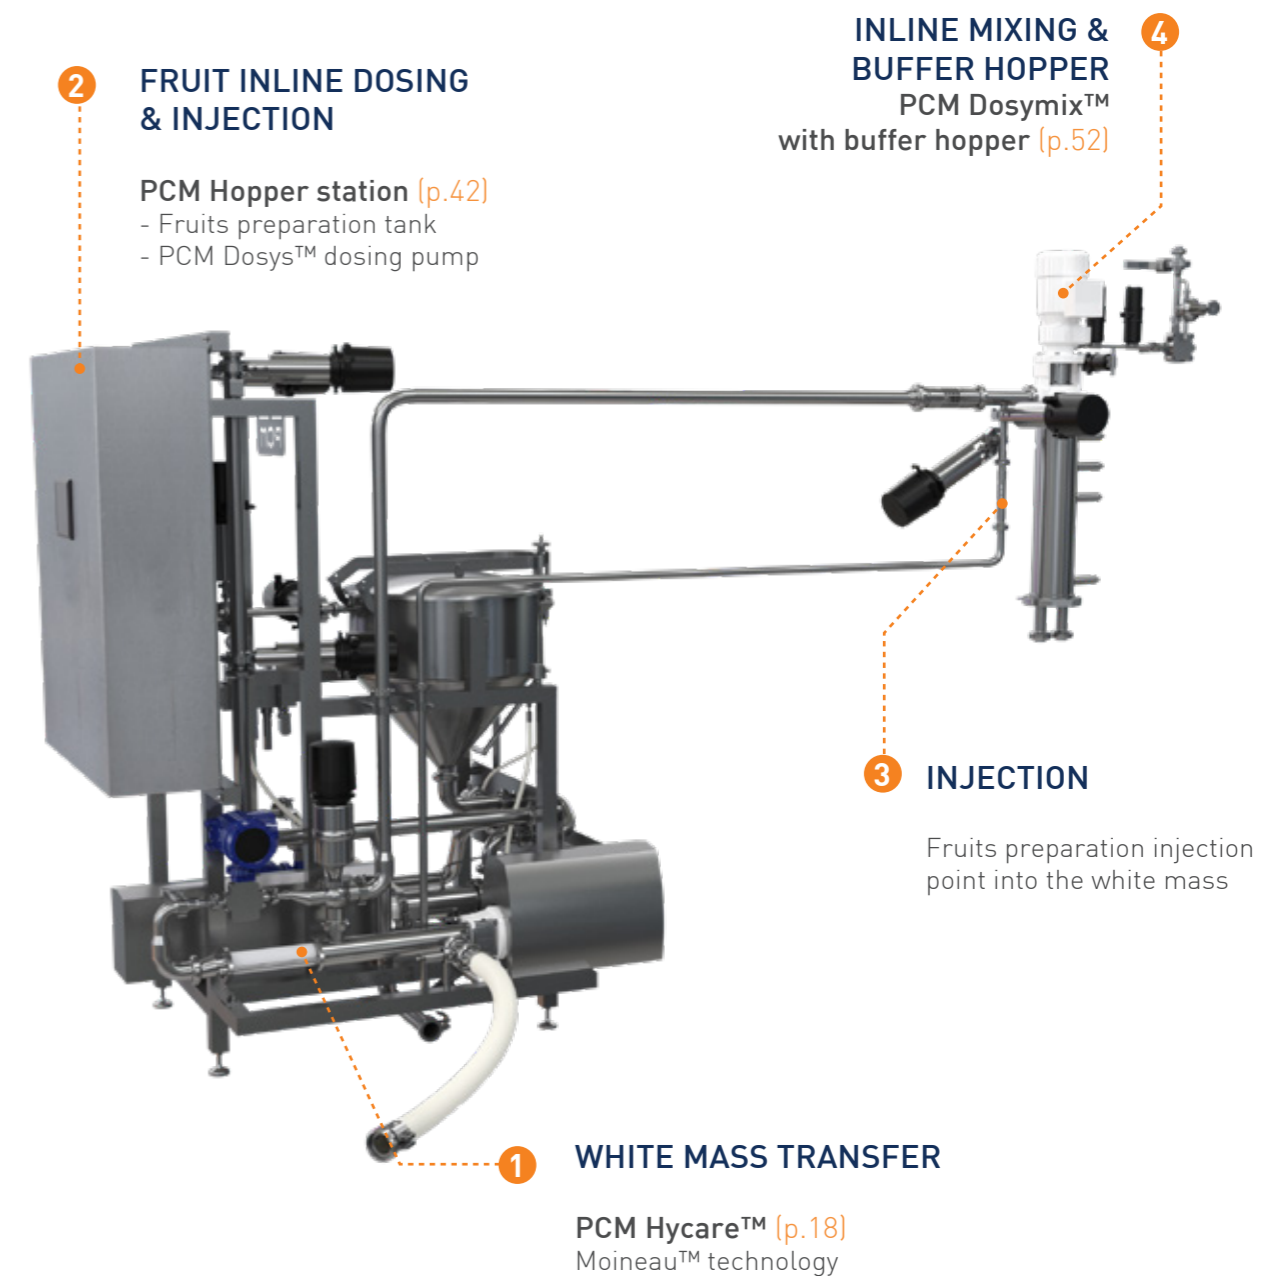 2
FRUIT INLINE DOSING
& INJECTION
PCM Hopper station (p.42)
- Fruits preparation tank
- PCM Dosys™ dosing pump
4
INLINE MIXING &
BUFFER HOPPER
PCM Dosymix™
with buffer hopper (p.52)
3
INJECTION
Fruits preparation injection
point into the white mass
1
WHITE MASS TRANSFER
PCM Hycare™ (p.18)
Moineau™ technology